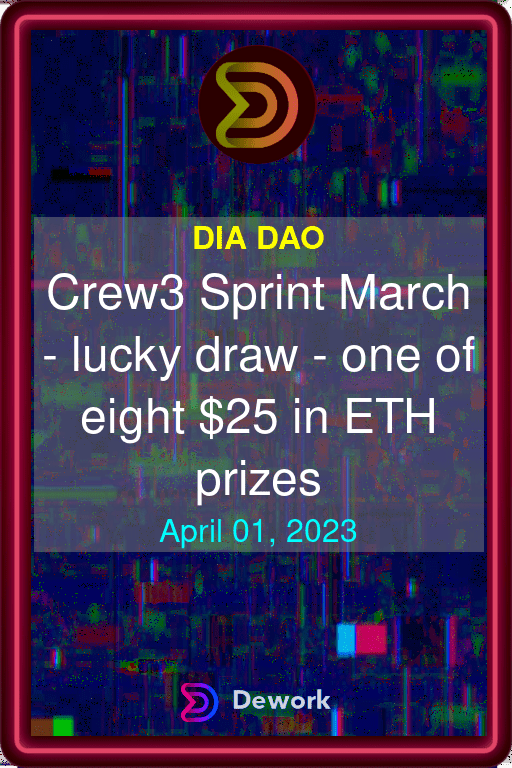 DIA DAO
Crew3 Sprint March
- lucky draw - one of
eight $25 in ETH
prizes
April 01, 2023
Dework